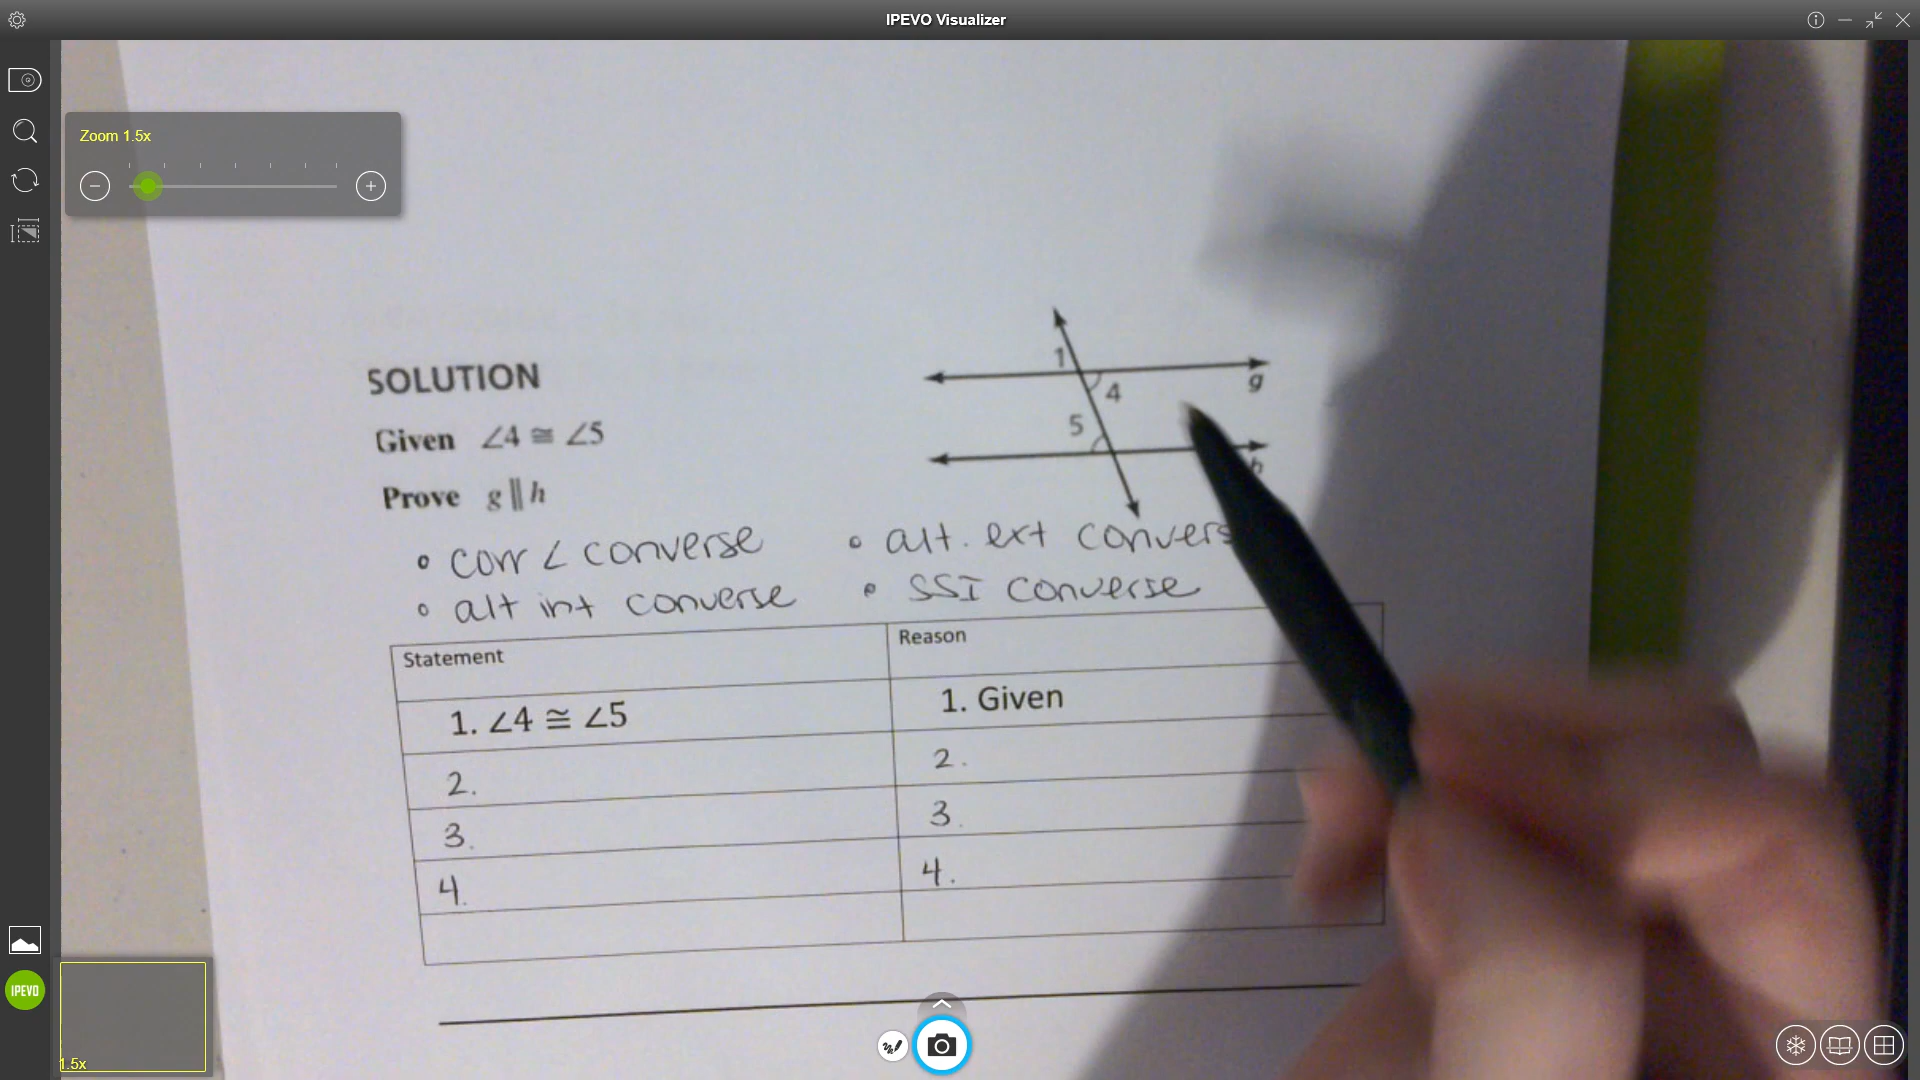 IPEVO Visualizer
Zoom 1.5x
SOLUTION
Given ∠4 ≅ ∠5
Prove g ∥ h
1
4
5
g
h
• corr ∠ converse
• alt int converse
• alt. ext convers
• SSI converse
Statement
Reason
1. ∠4 ≅ ∠5
1. Given
2.
2.
3.
3.
4.
4.
IPEVO
1.5x